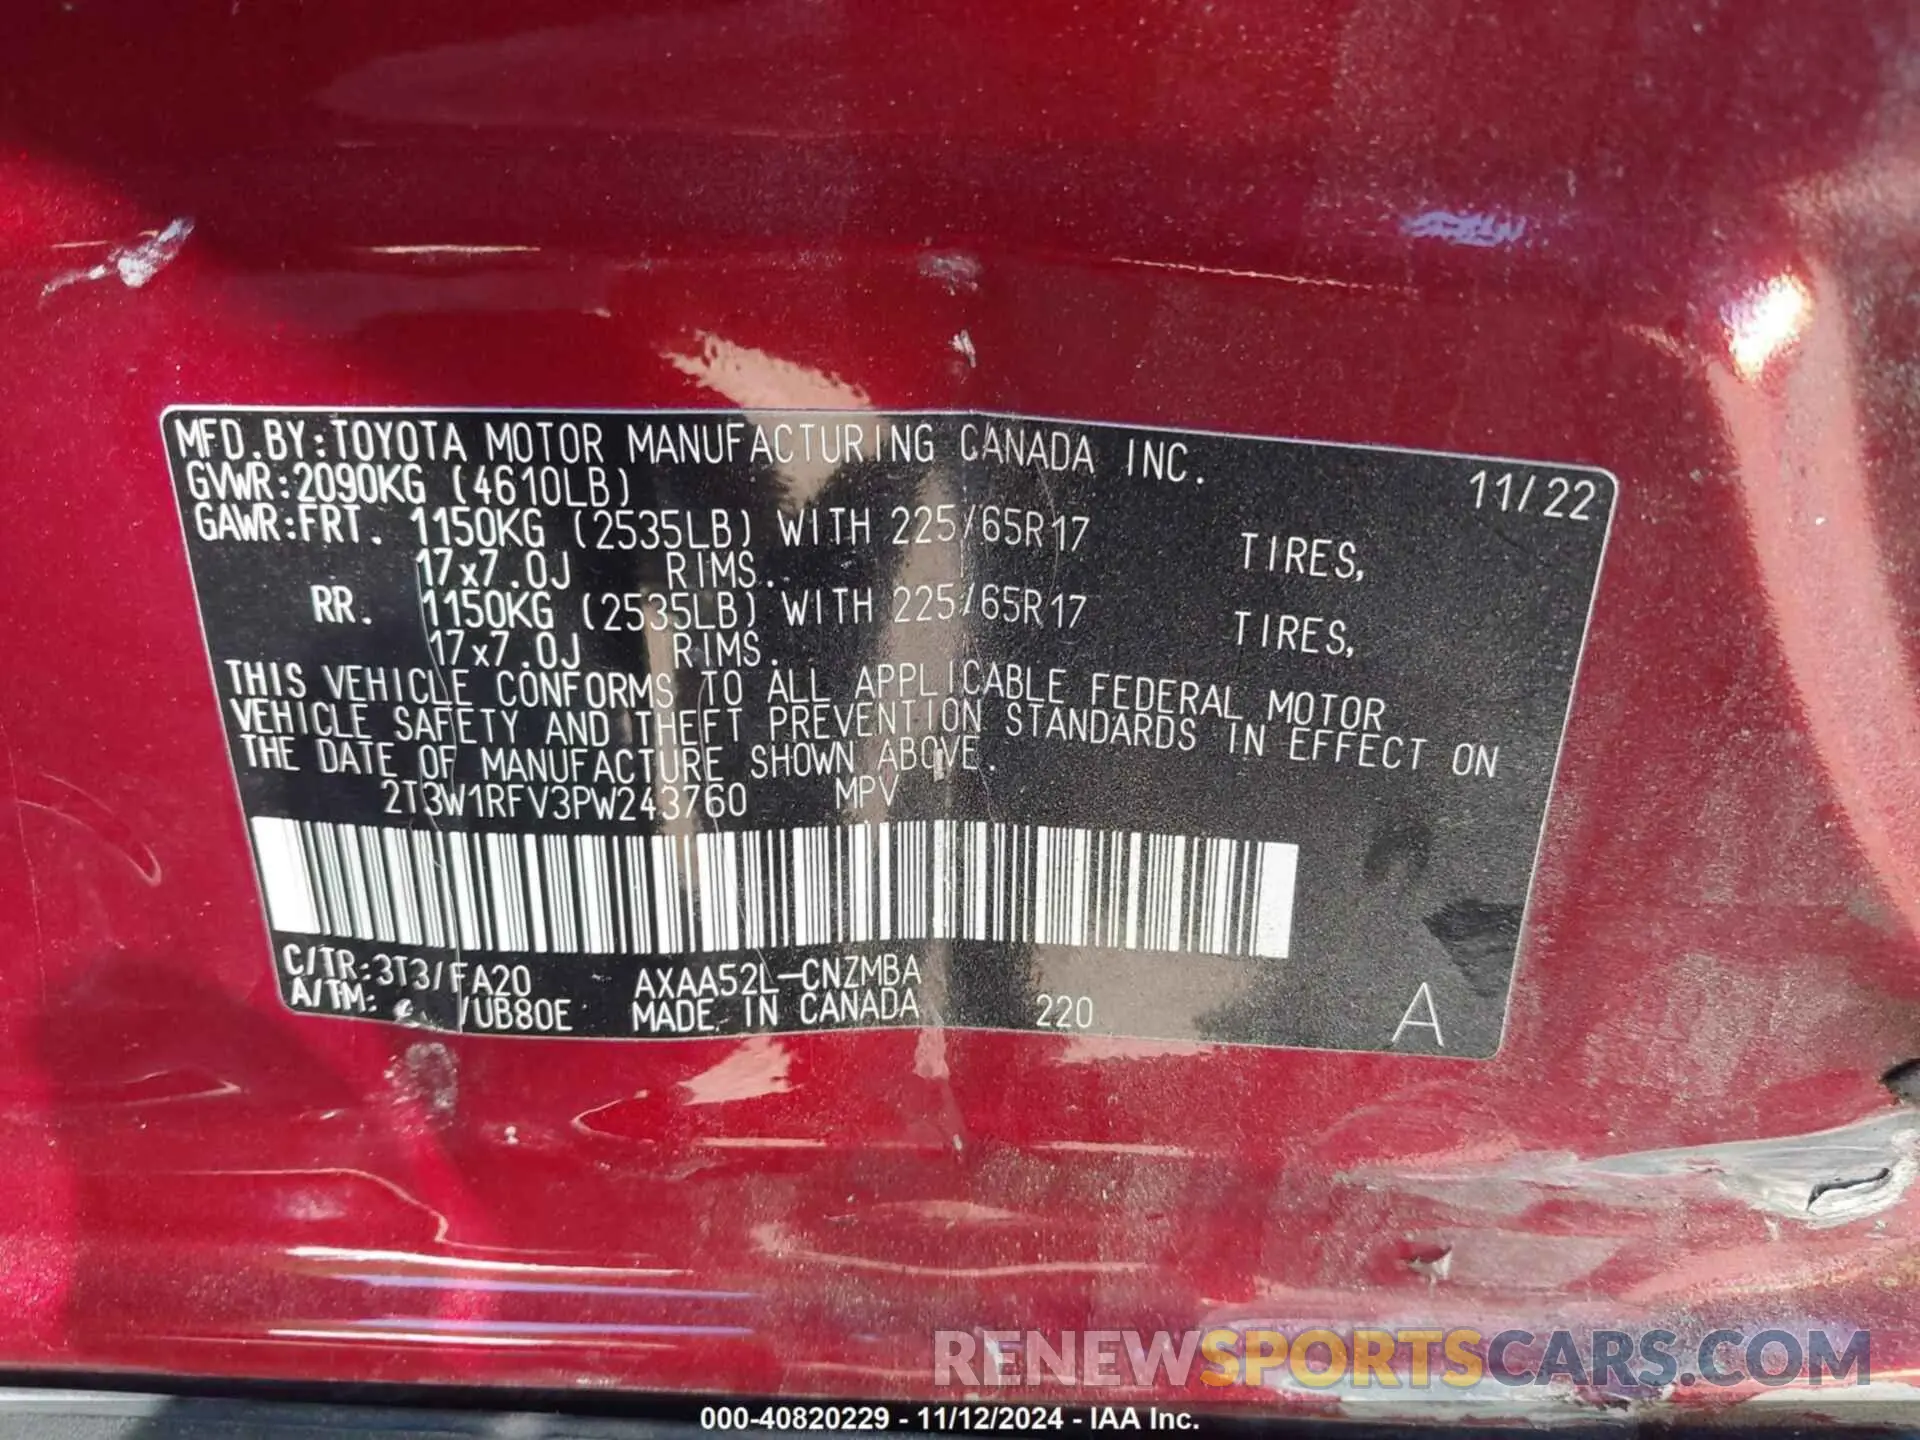 MFD.BY:TOYOTA MOTOR MANUFACTURING CANADA INC.
GVWR:2090KG (4610LB) 11/22
GAWR:FRT. 1150KG (2535LB) WITH 225/65R17 TIRES,
17x7.0J RIMS.
RR. 1150KG (2535LB) WITH 225/65R17 TIRES,
17x7.0J RIMS.
THIS VEHICLE CONFORMS TO ALL APPLICABLE FEDERAL MOTOR
VEHICLE SAFETY AND THEFT PREVENTION STANDARDS IN EFFECT ON
THE DATE OF MANUFACTURE SHOWN ABOVE.
2T3W1RFV3PW243760 MPV
C/TR:3T3/FA20 AXAA52L-CNZMBA
A/TM: /UB80E MADE IN CANADA 220 A
RENEWSPORTSCARS.COM
000-40820229 - 11/12/2024 - IAA Inc.